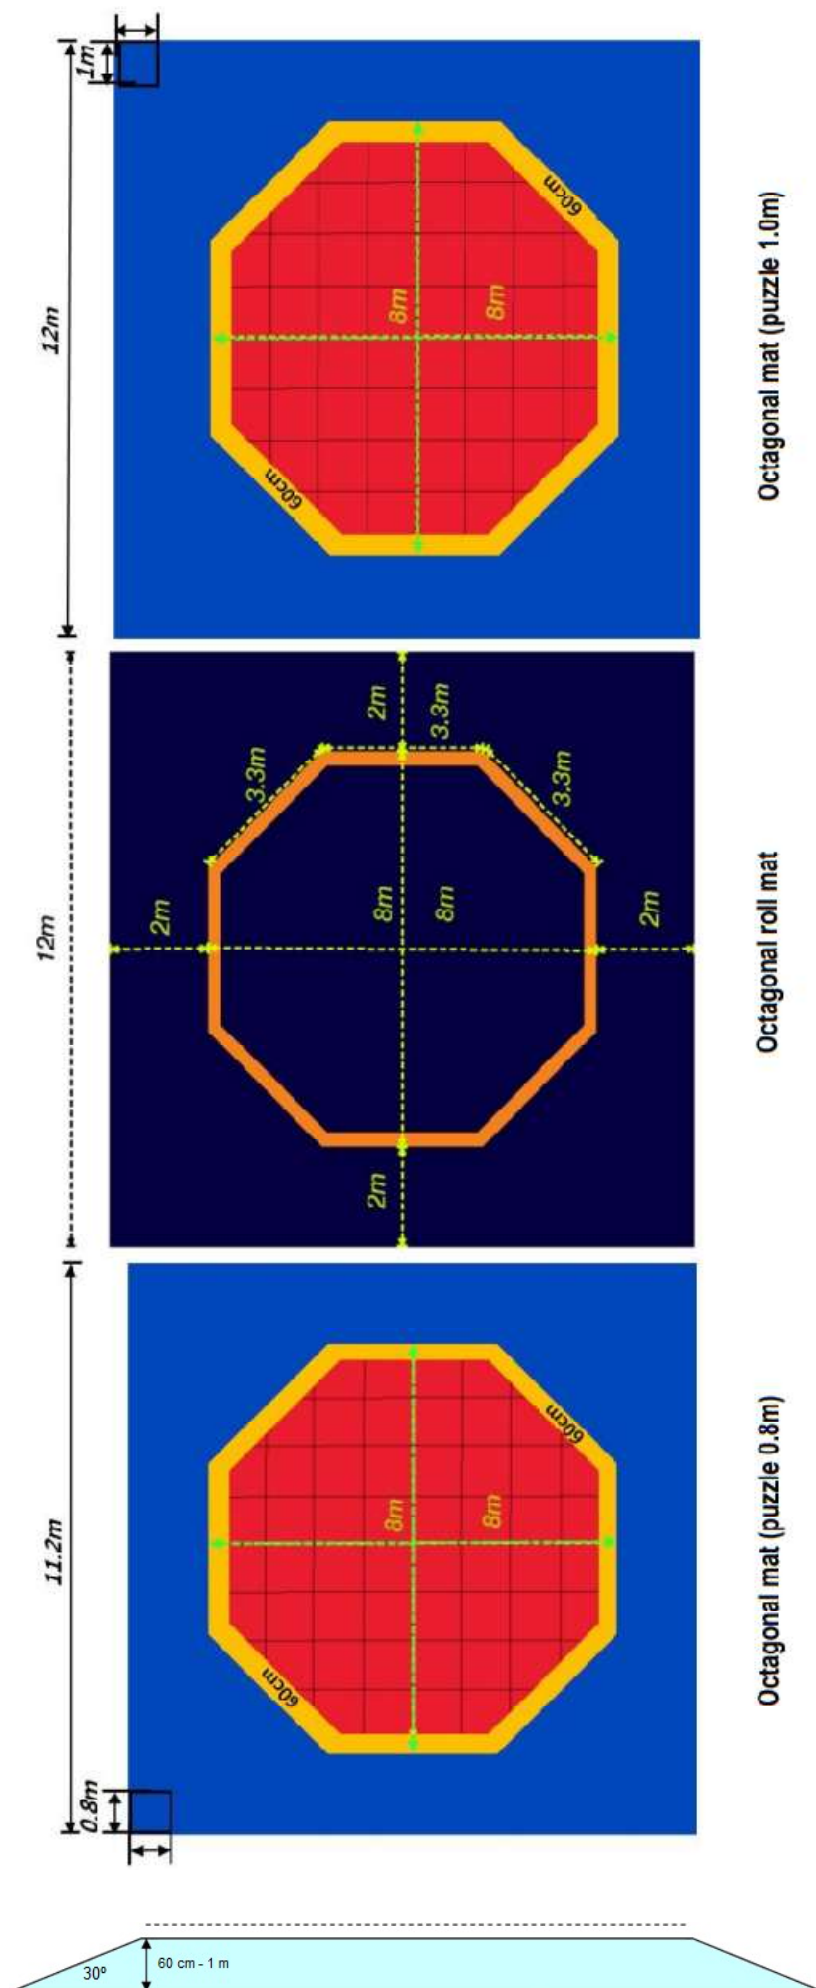 1m
12m
60cm
8m
8m
60cm
Octagonal mat (puzzle 1.0m)
12m
2m
3.3m
3.3m
3.3m
2m
8m
8m
2m
2m
Octagonal roll mat
11.2m
60cm
8m
8m
60cm
0.8m
Octagonal mat (puzzle 0.8m)
60 cm - 1 m
30º